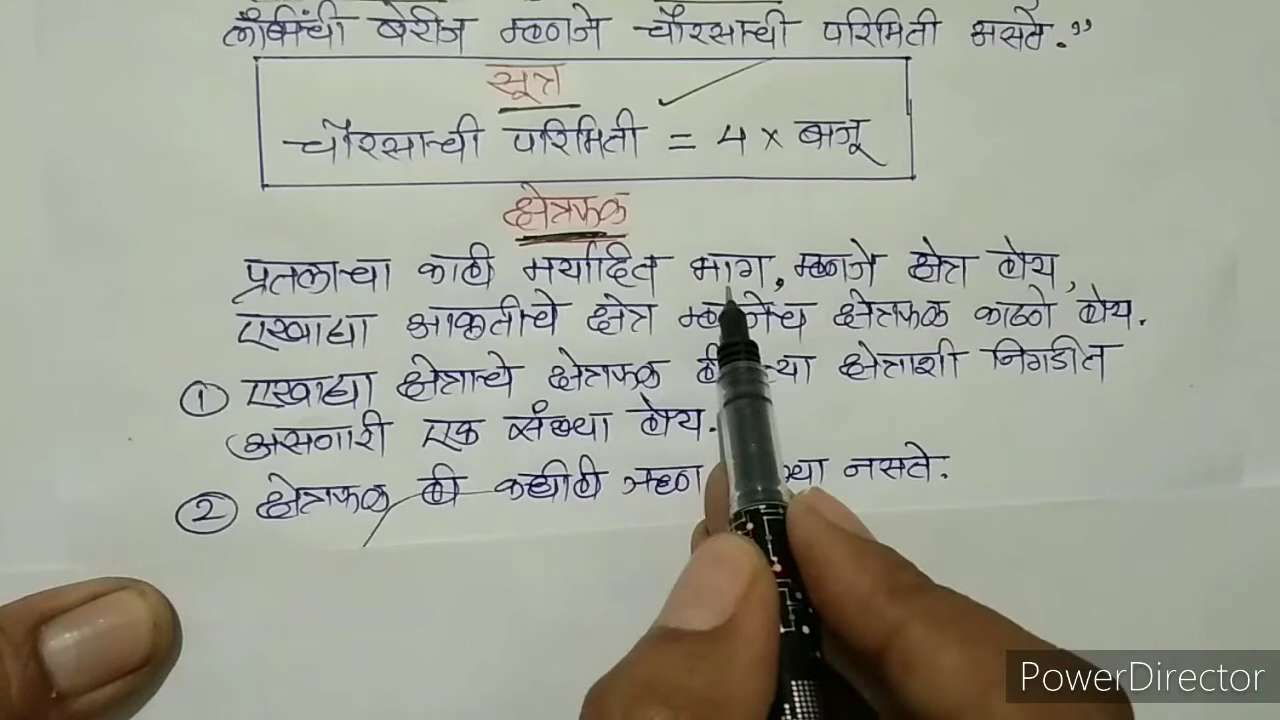 लांबींची बेरीज म्हणजे चौरसाची परिमिती असते."
सूत्र
चौरसाची परिमिती = 4 × बाजू
क्षेत्रफळ
प्रतलाचा काही मर्यादित भाग, म्हणजे क्षेत्र होय,
एखाद्या आकृतीचे क्षेत्र म्हणजेच क्षेत्रफळ काढणे होय.
① एखाद्या क्षेत्राचे क्षेत्रफळ ही त्या क्षेत्राशी निगडीत
असणारी एक संख्या होय.
② क्षेत्रफळ ही कधीही ऋण नसते.
PowerDirector